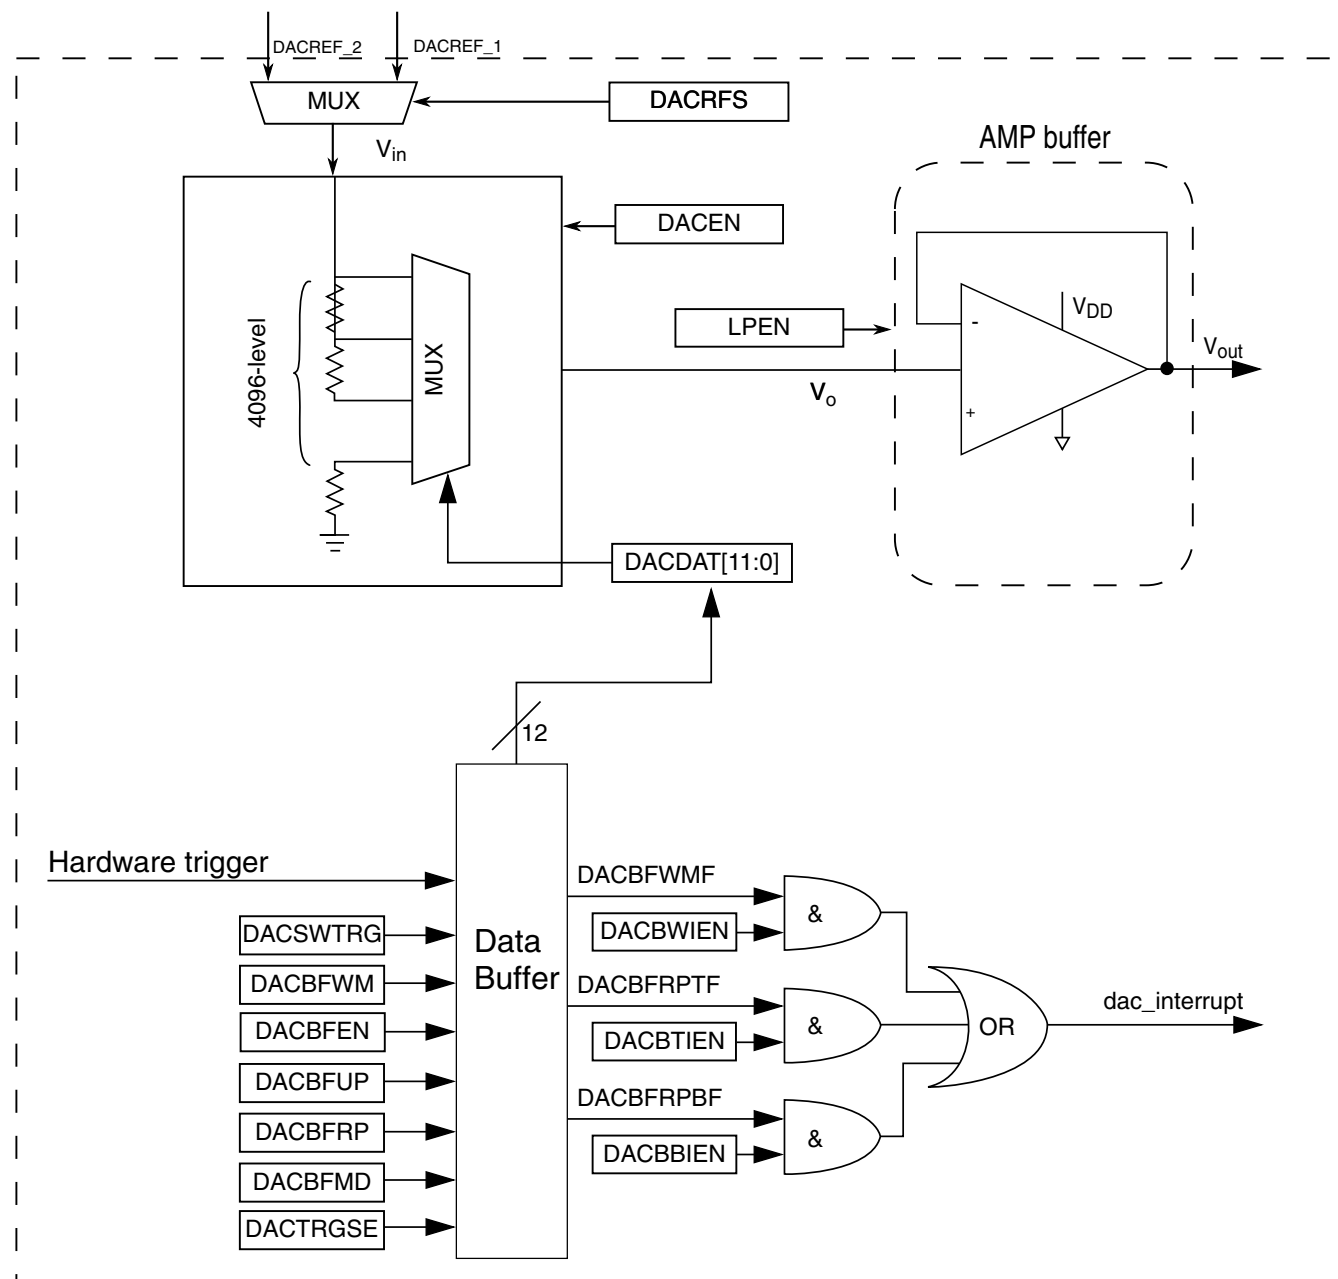 DACREF_2 DACREF_1
MUX
DACRFS
Vin
AMP buffer
DACEN
LPEN
4096-level
MUX
VDD
-
+
Vo
Vout
DACDAT[11:0]
12
Hardware trigger
DACSWTRG
DACBFWM
DACBFEN
DACBFUP
DACBFRP
DACBFMD
DACTRGSE
Data
Buffer
DACBFWMF
DACBWIEN
&
DACBFRPTF
DACBTIEN
&
DACBFRPBF
DACBBIEN
&
OR
dac_interrupt